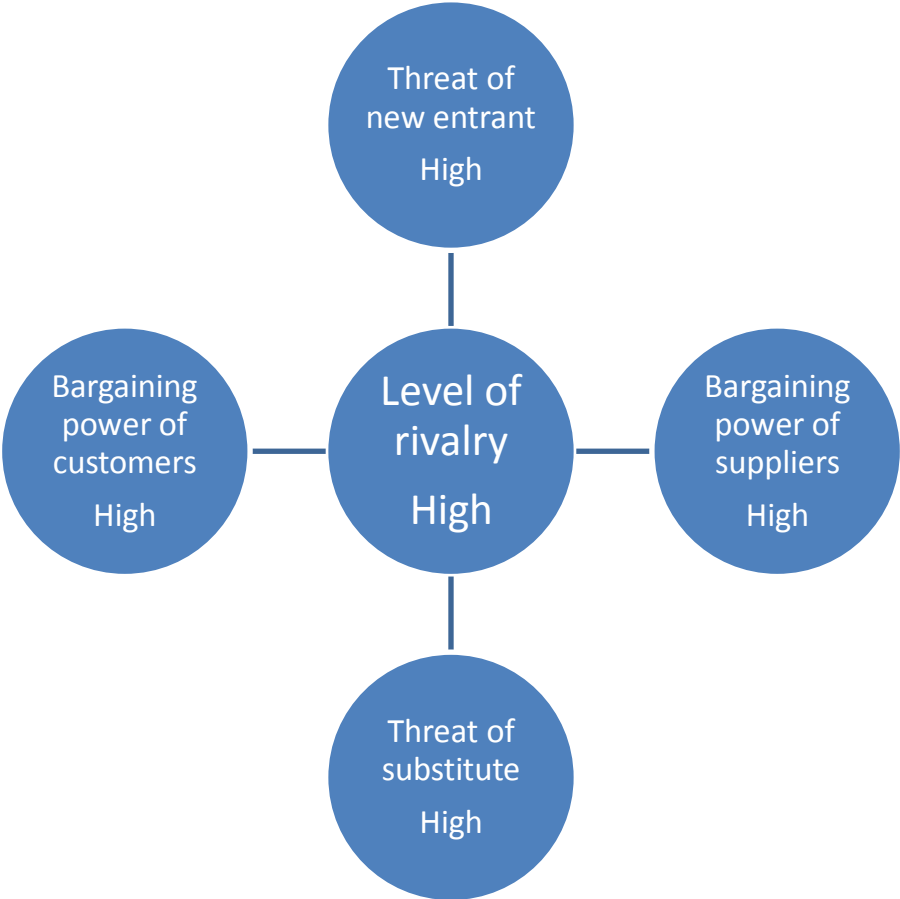 Threat of
new entrant
High
Bargaining
power of
customers
High
Level of
rivalry
High
Bargaining
power of
suppliers
High
Threat of
substitute
High